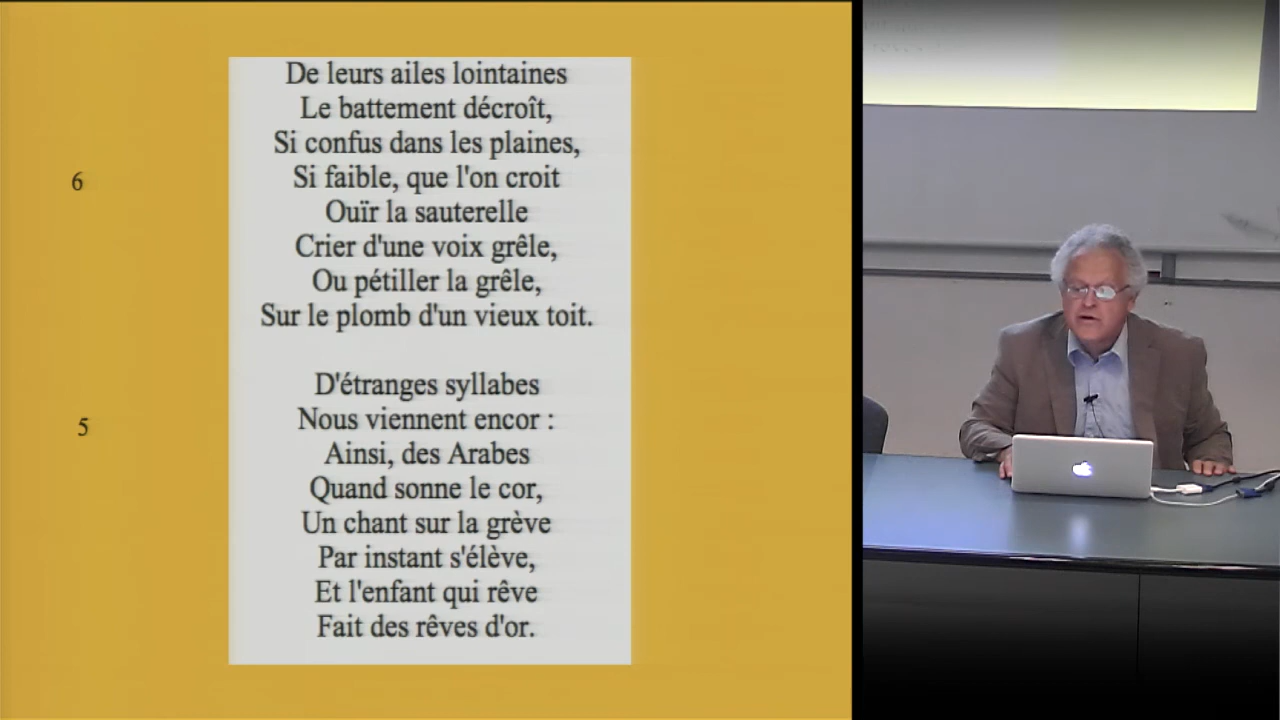 De leurs ailes lointaines
Le battement décroît,
Si confus dans les plaines,
6
Si faible, que l'on croit
Ouïr la sauterelle
Crier d'une voix grêle,
Ou pétiller la grêle,
Sur le plomb d'un vieux toit.
D'étranges syllabes
5
Nous viennent encor :
Ainsi, des Arabes
Quand sonne le cor,
Un chant sur la grève
Par instant s'élève,
Et l'enfant qui rêve
Fait des rêves d'or.